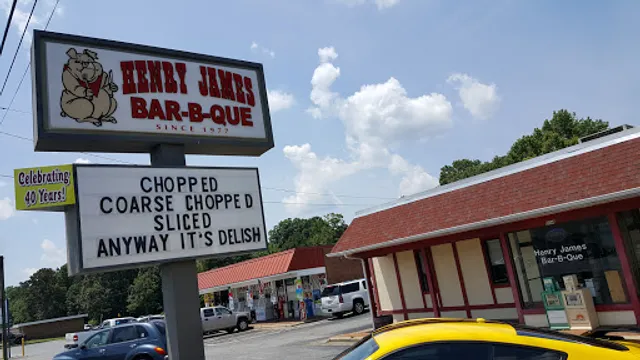 HENRY JAMES
BAR-B-QUE
SINCE 1977
Celebrating
40 Years!
CHOPPED
COARSE CHOPPED
SLICED
ANYWAY IT'S DELISH
Henry James
Bar-B-Que